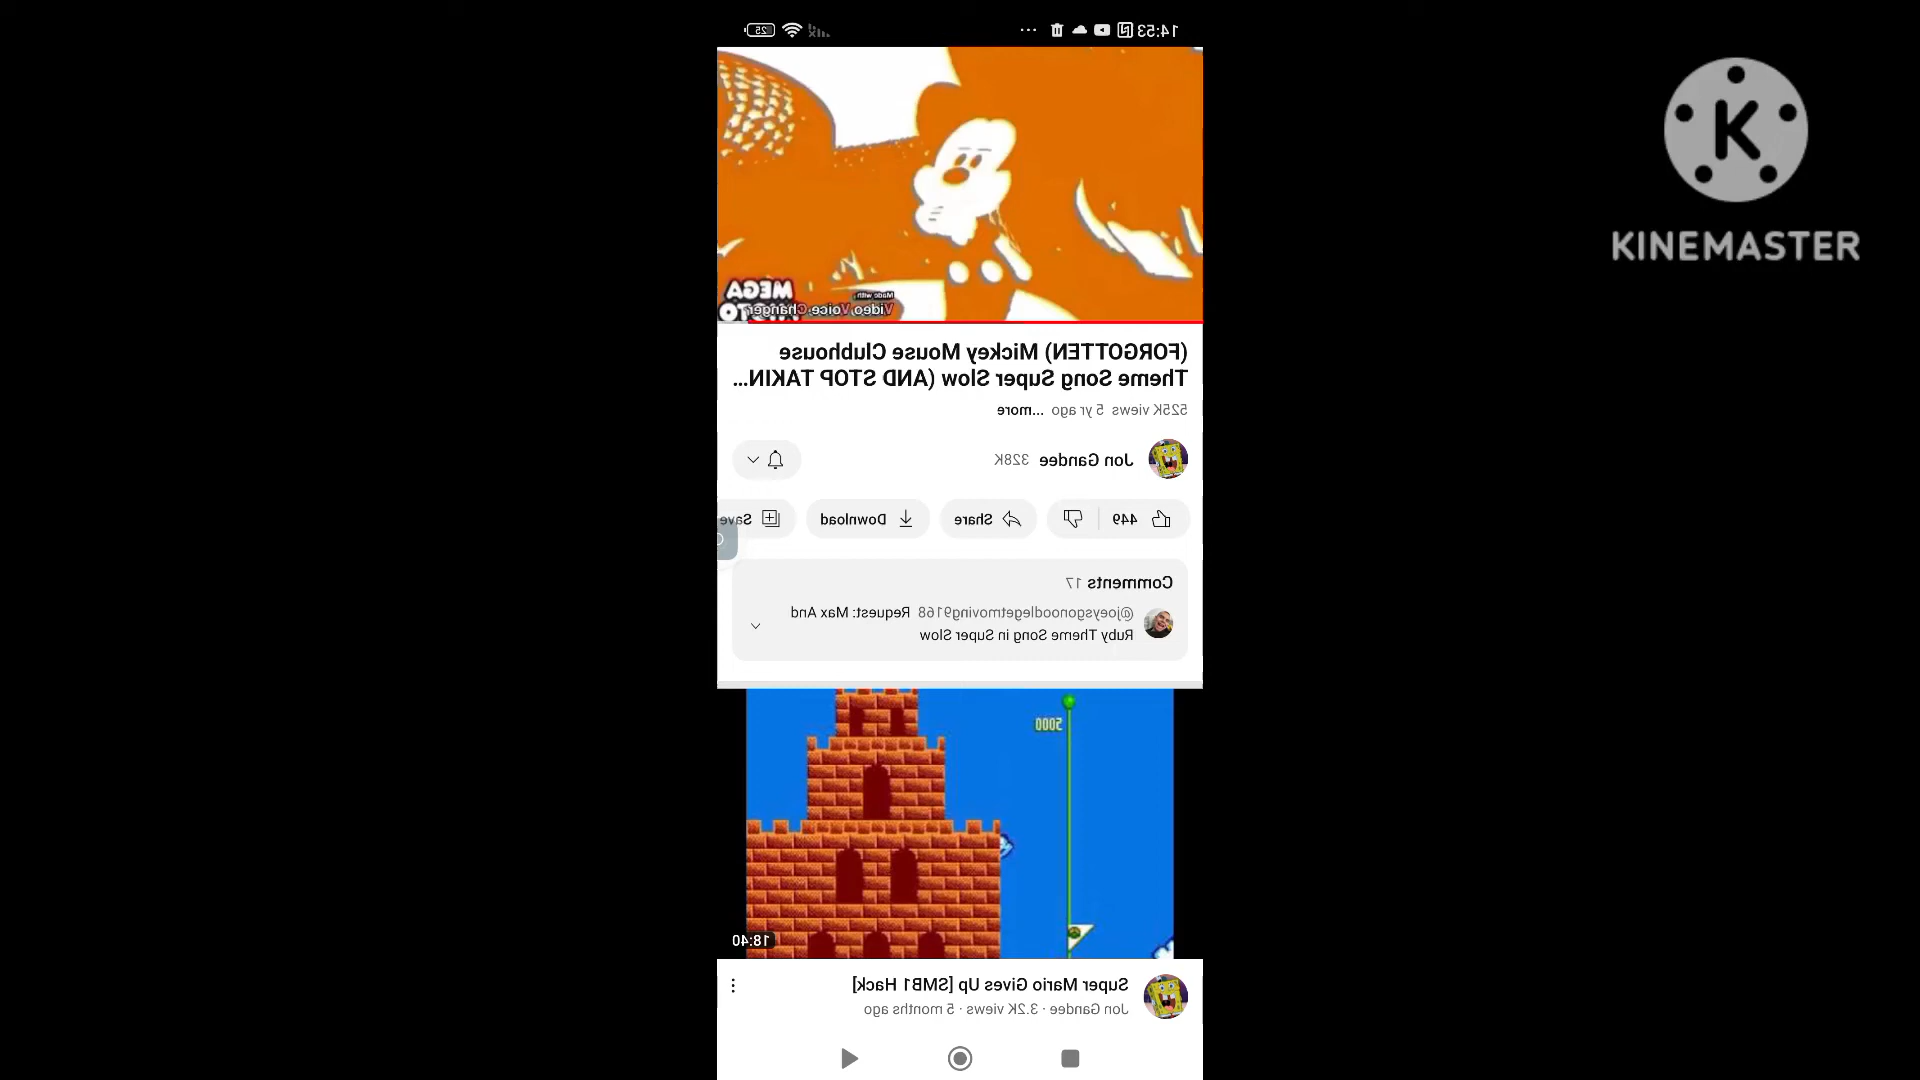 14:53
25
K
KINEMASTER
MEGA
Made with
Video Voice Changer
(FORGOTTEN) Mickey Mouse Clubhouse
Theme Song Super Slow (AND STOP TAKIN...
525K views 5 yr ago ...more
Jon Gandee 328K
449 Share Download Save
Comments 17
@joeysgonoodlegetmoving9168 Request: Max And
Ruby Theme Song in Super Slow
5000
18:40
Super Mario Gives Up [SMB1 Hack]
Jon Gandee · 3.2K views · 5 months ago